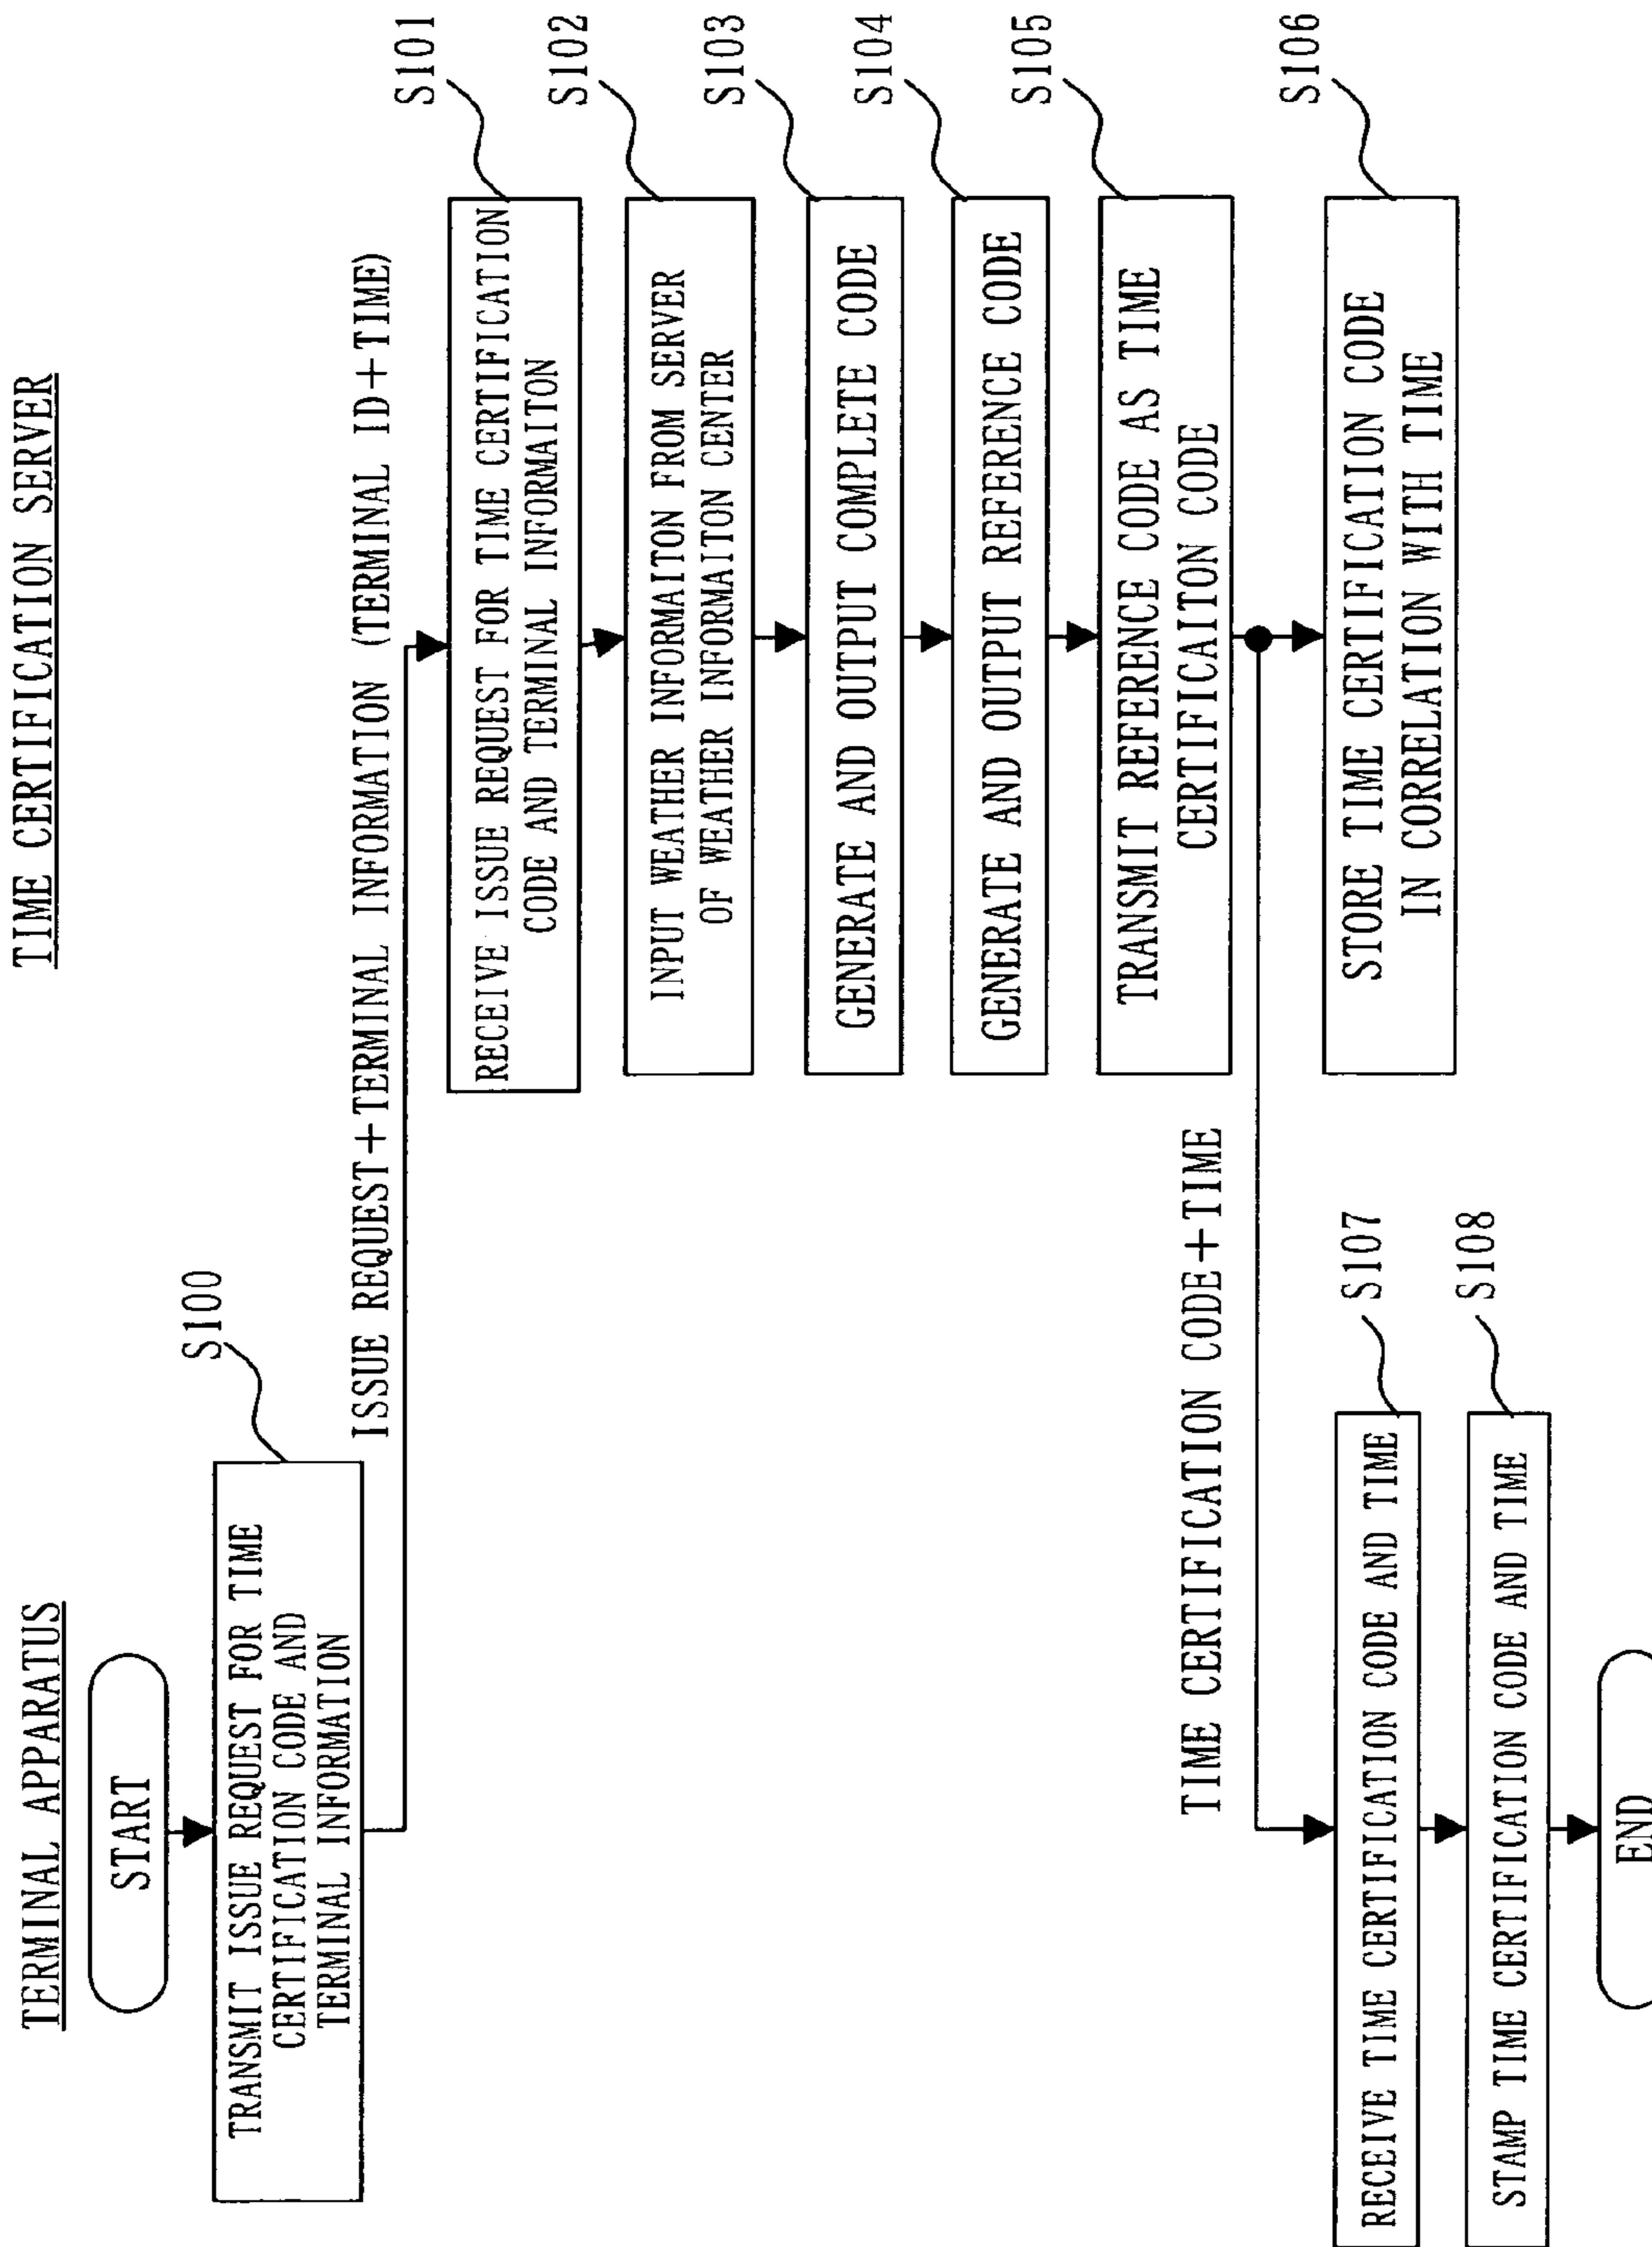 TERMINAL APPARATUS
TIME CERTIFICATION SERVER
START
S100
TRANSMIT ISSUE REQUEST FOR TIME
CERTIFICATION CODE AND
TERMINAL INFORMATION
ISSUE REQUEST+TERMINAL INFORMATION (TERMINAL ID+TIME)
S101
RECEIVE ISSUE REQUEST FOR TIME CERTIFICATION
CODE AND TERMINAL INFORMAITON
S102
INPUT WEATHER INFORMAITON FROM SERVER
OF WEATHER INFORMAITON CENTER
S103
GENERATE AND OUTPUT COMPLETE CODE
S104
GENERATE AND OUTPUT REFERENCE CODE
S105
TRANSMIT REFERENCE CODE AS TIME
CERTIFICAITON CODE
TIME CERTIFICATION CODE+TIME
S106
STORE TIME CERTIFICATION CODE
IN CORRELATION WITH TIME
S107
RECEIVE TIME CERTIFICATION CODE AND TIME
S108
STAMP TIME CERTIFICATION CODE AND TIME
END